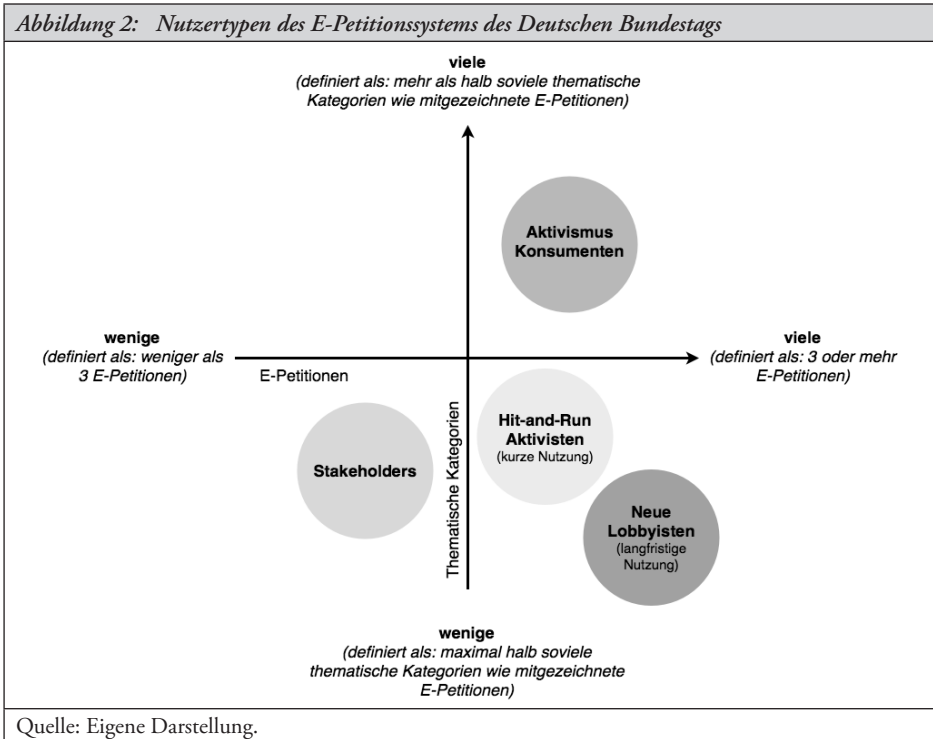 Abbildung 2: Nutzertypen des E-Petitionssystems des Deutschen Bundestags
viele
(definiert als: mehr als halb soviele thematische
Kategorien wie mitgezeichnete E-Petitionen)
Aktivismus
Konsumenten
wenige
(definiert als: weniger als
3 E-Petitionen)
E-Petitionen
viele
(definiert als: 3 oder mehr
E-Petitionen)
Thematische Kategorien
Stakeholders
Hit-and-Run
Aktivisten
(kurze Nutzung)
Neue
Lobbyisten
(langfristige
Nutzung)
wenige
(definiert als: maximal halb soviele
thematische Kategorien wie mitgezeichnete
E-Petitionen)
Quelle: Eigene Darstellung.